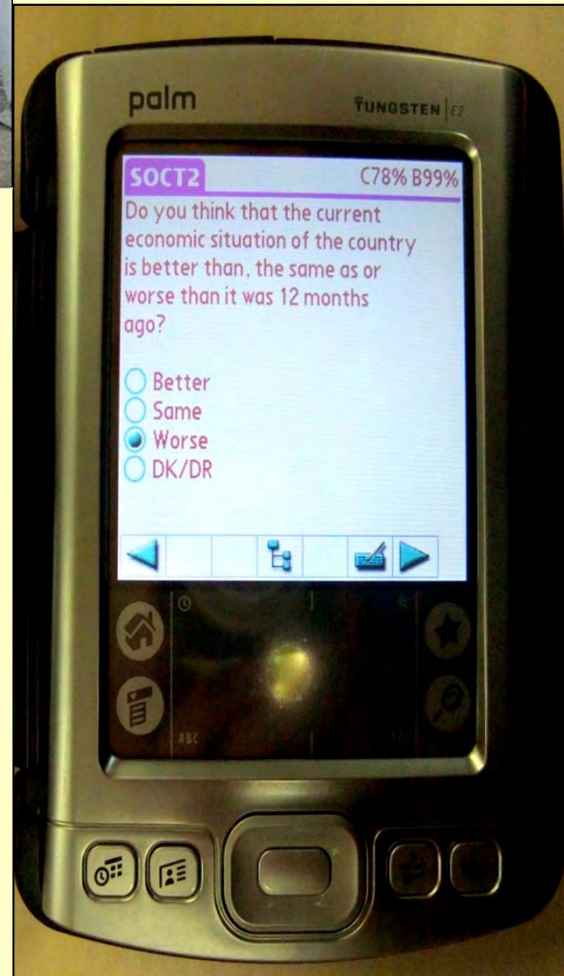 palm
TUNGSTEN | E2
SOCT2
C78% B99%
Do you think that the current
economic situation of the country
is better than, the same as or
worse than it was 12 months
ago?
Better
Same
Worse
DK/DR
ABC